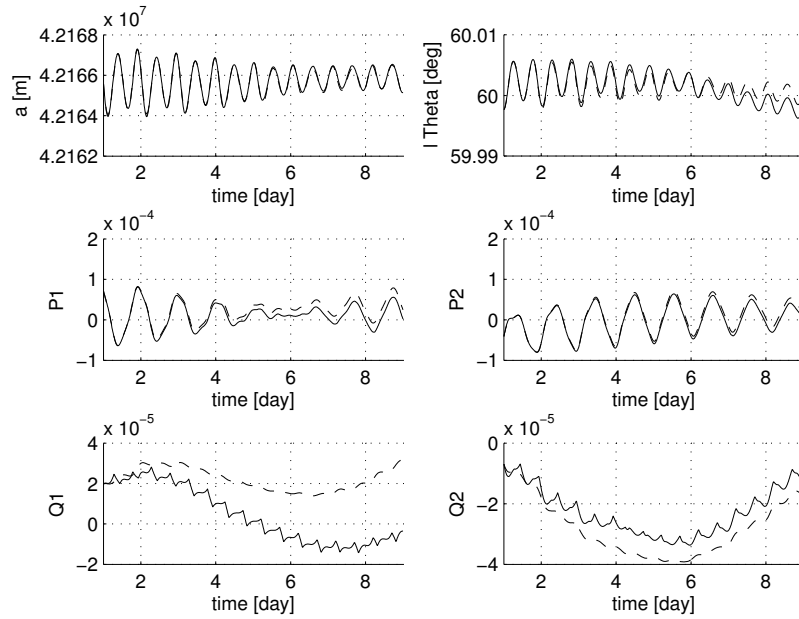 x 10⁷
4.2168
4.2166
4.2164
4.2162
a [m]
2 4 6 8
time [day]
60.01
60
59.99
l Theta [deg]
2 4 6 8
time [day]
x 10⁻⁴
2
1
0
−1
P1
2 4 6 8
time [day]
x 10⁻⁴
2
1
0
−1
P2
2 4 6 8
time [day]
x 10⁻⁵
4
2
0
−2
Q1
2 4 6 8
time [day]
x 10⁻⁵
0
−2
−4
Q2
2 4 6 8
time [day]